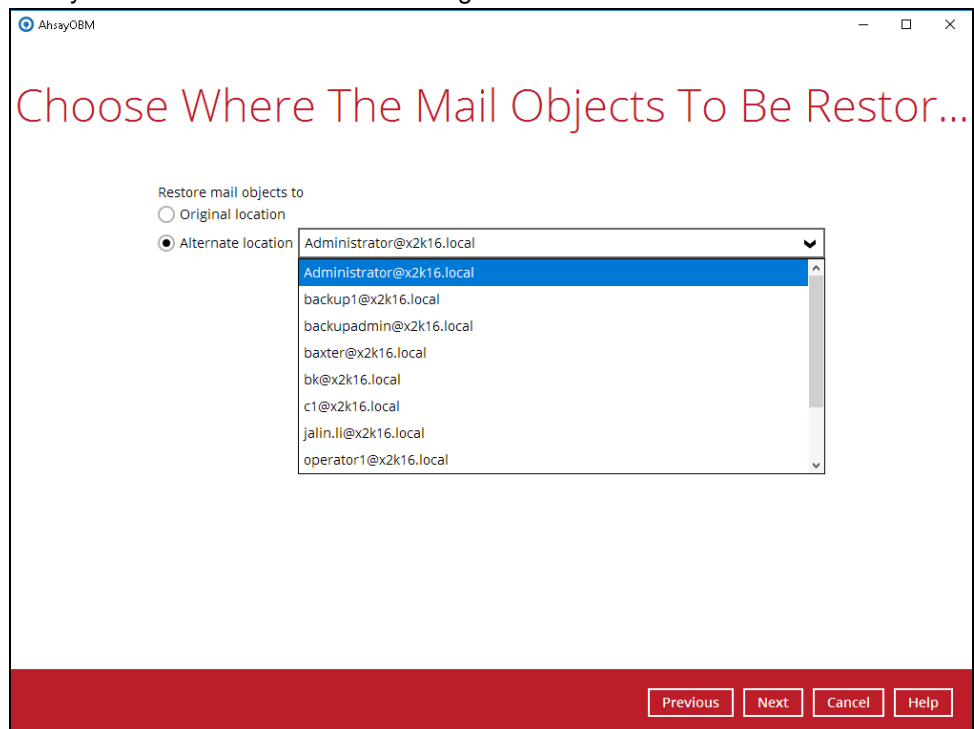 AhsayOBM
Choose Where The Mail Objects To Be Restor...
Restore mail objects to
Original location
Alternate location Administrator@x2k16.local
Administrator@x2k16.local
backup1@x2k16.local
backupadmin@x2k16.local
baxter@x2k16.local
bk@x2k16.local
c1@x2k16.local
jalin.li@x2k16.local
operator1@x2k16.local
Previous Next Cancel Help